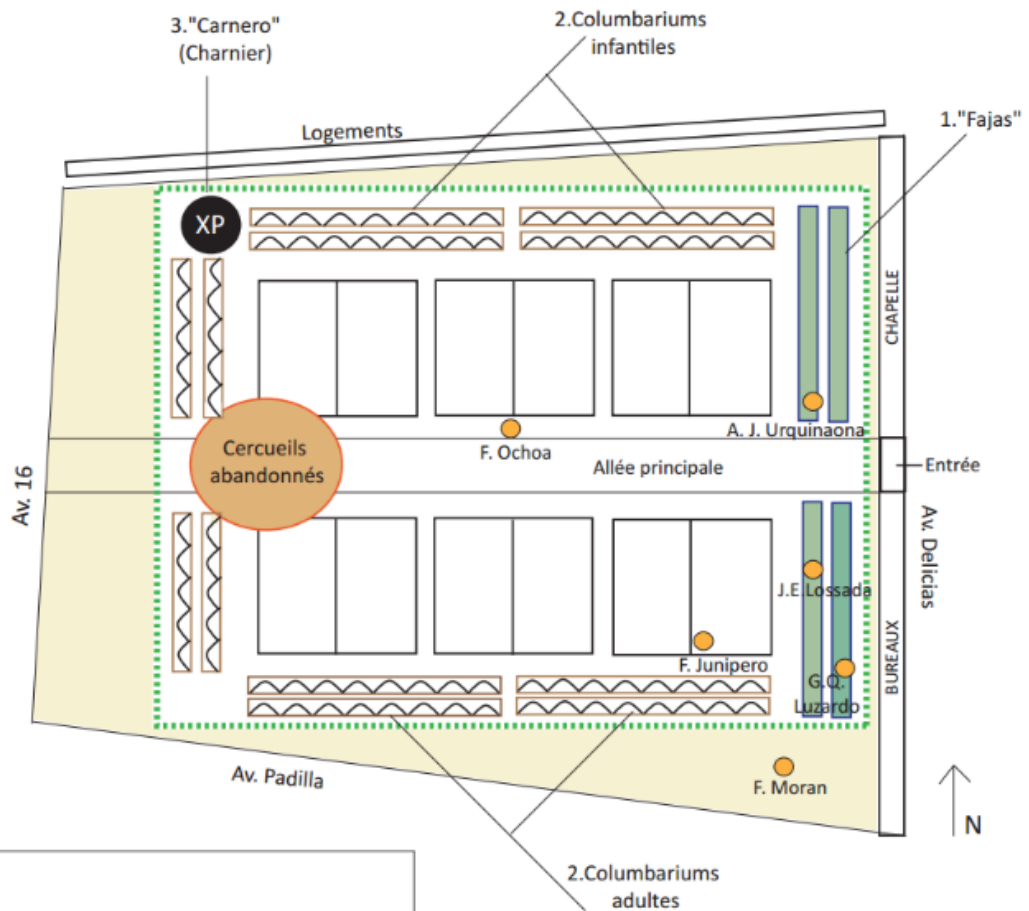 3."Carnero"
(Charnier)
2.Columbariums
infantiles
1."Fajas"
Logements
XP
CHAPELLE
Cercueils
abandonnés
A. J. Urquinaona
F. Ochoa
Allée principale
Entrée
Av. 16
Av. Delicias
J.E.Lossada
BUREAUX
F. Junipero
G.Q.
Luzardo
F. Moran
Av. Padilla
N
2.Columbariums
adultes